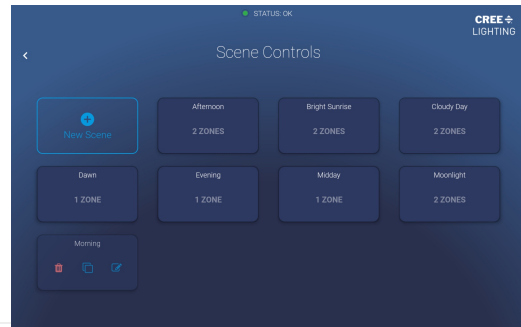 STATUS: OK
CREE÷
LIGHTING
Scene Controls
New Scene
Afternoon
2 ZONES
Bright Sunrise
2 ZONES
Cloudy Day
2 ZONES
Dawn
1 ZONE
Evening
1 ZONE
Midday
1 ZONE
Moonlight
2 ZONES
Morning